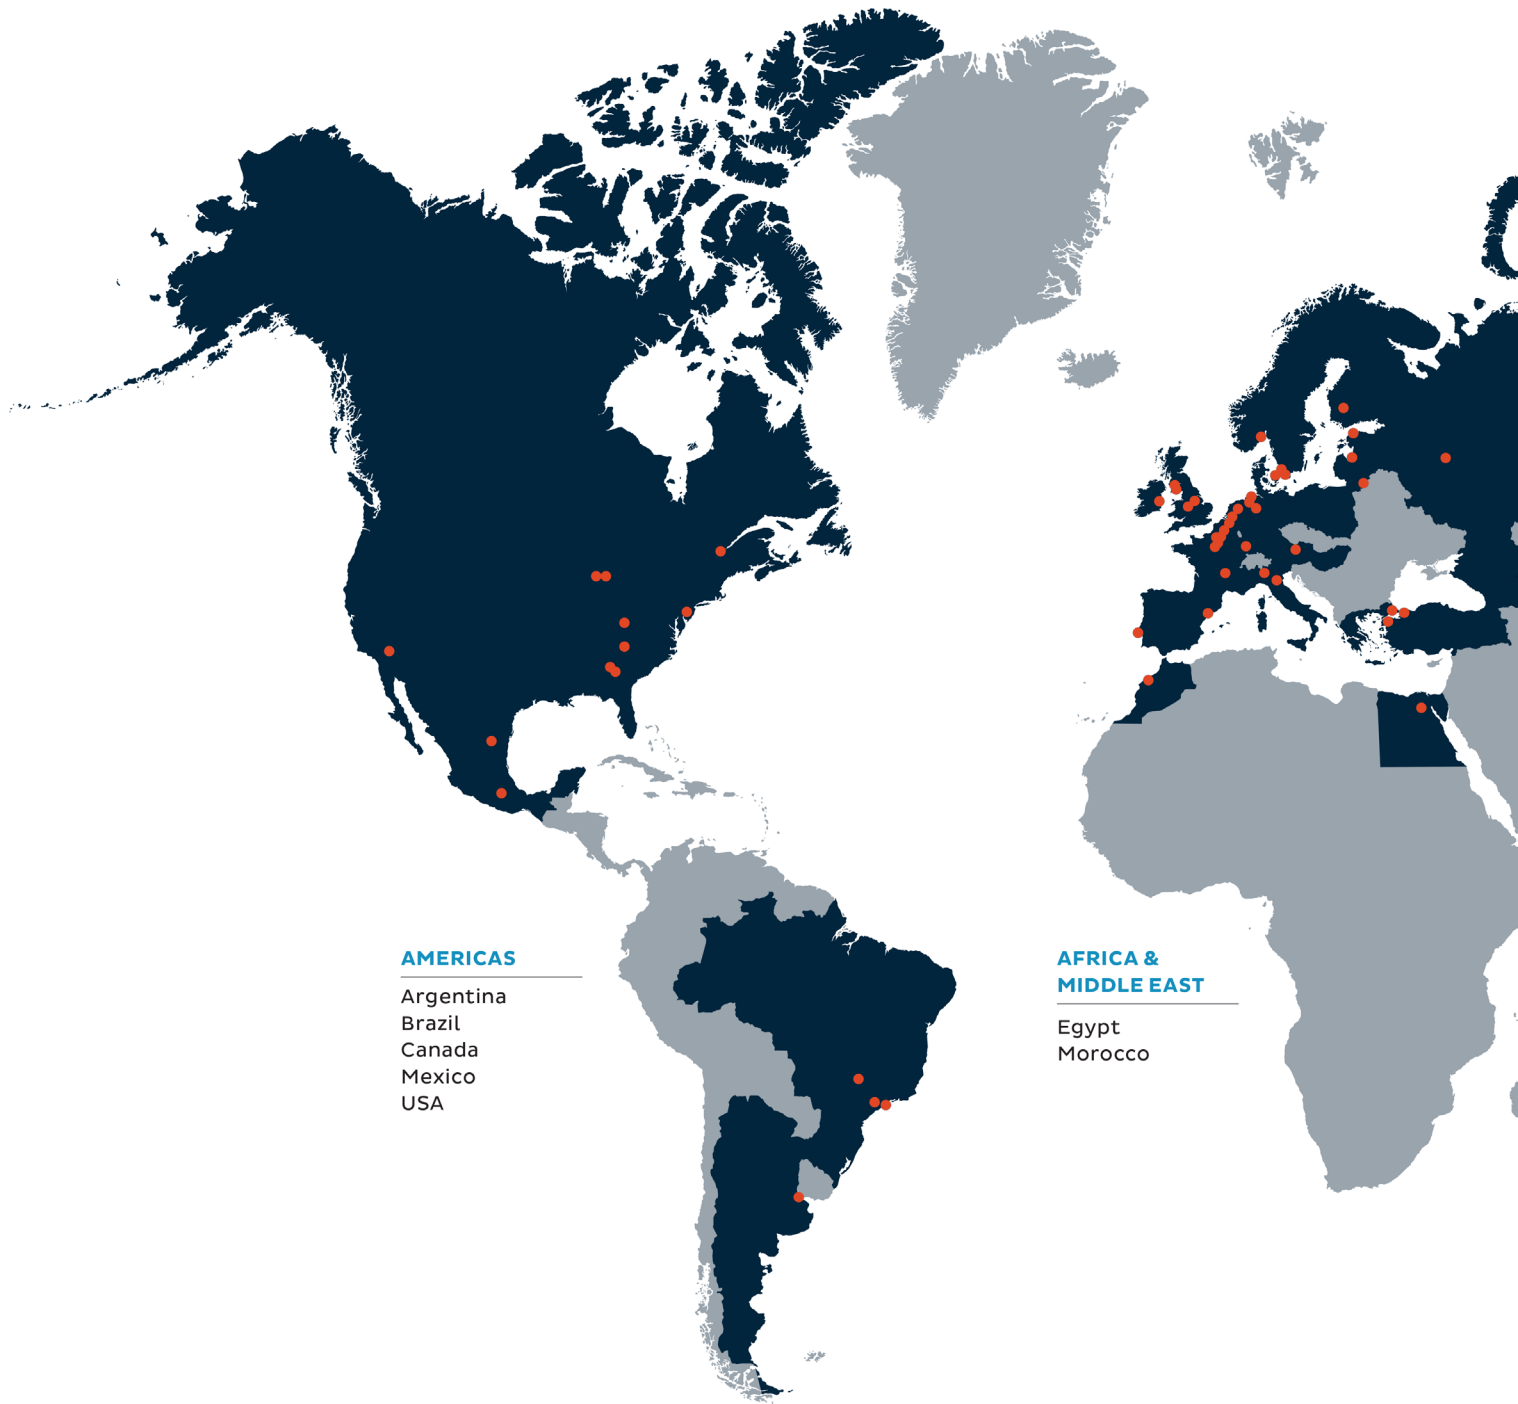 AMERICAS
Argentina
Brazil
Canada
Mexico
USA
AFRICA &
MIDDLE EAST
Egypt
Morocco